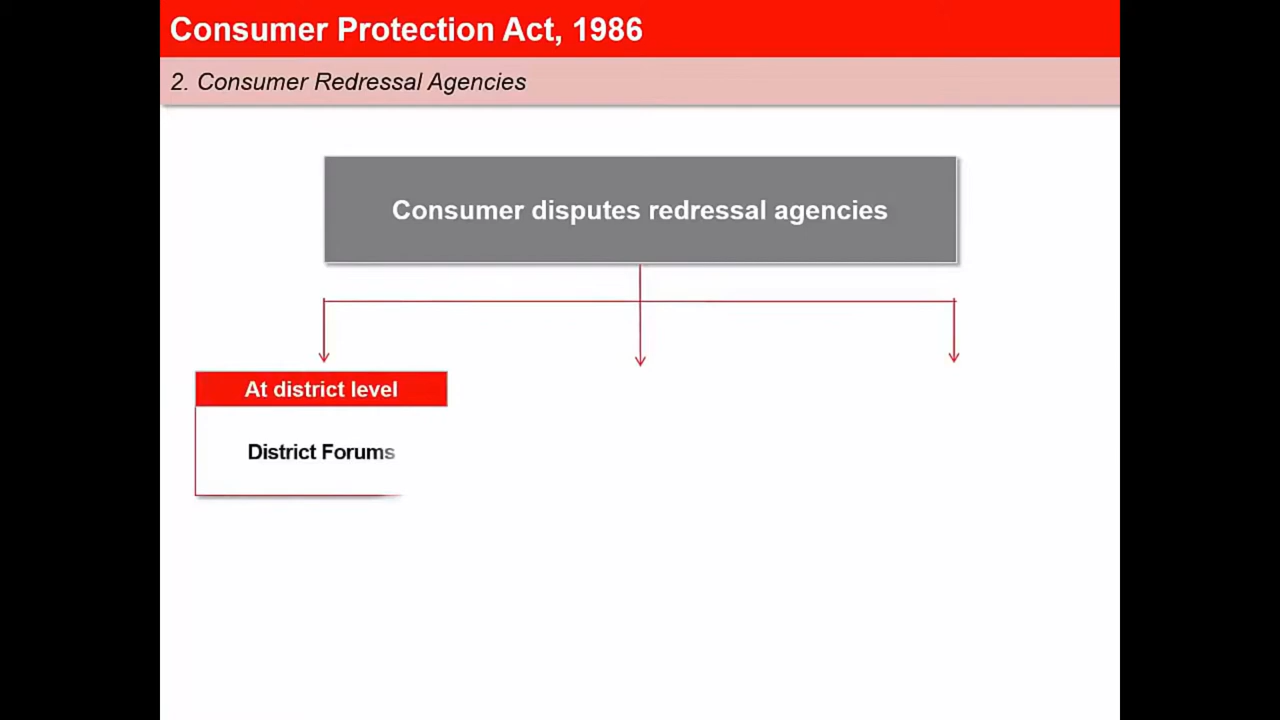 Consumer Protection Act, 1986
2. Consumer Redressal Agencies
Consumer disputes redressal agencies
At district level
District Forums